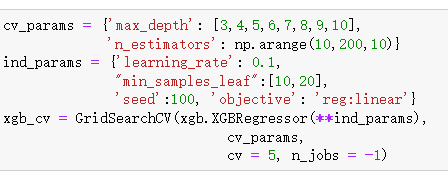 cv_params = {'max_depth': [3,4,5,6,7,8,9,10],
'n_estimators': np.arange(10,200,10)}
ind_params = {'learning_rate': 0.1,
"min_samples_leaf":[10,20],
'seed':100, 'objective': 'reg:linear'}
xgb_cv = GridSearchCV(xgb.XGBRegressor(**ind_params),
cv_params,
cv = 5, n_jobs = -1)